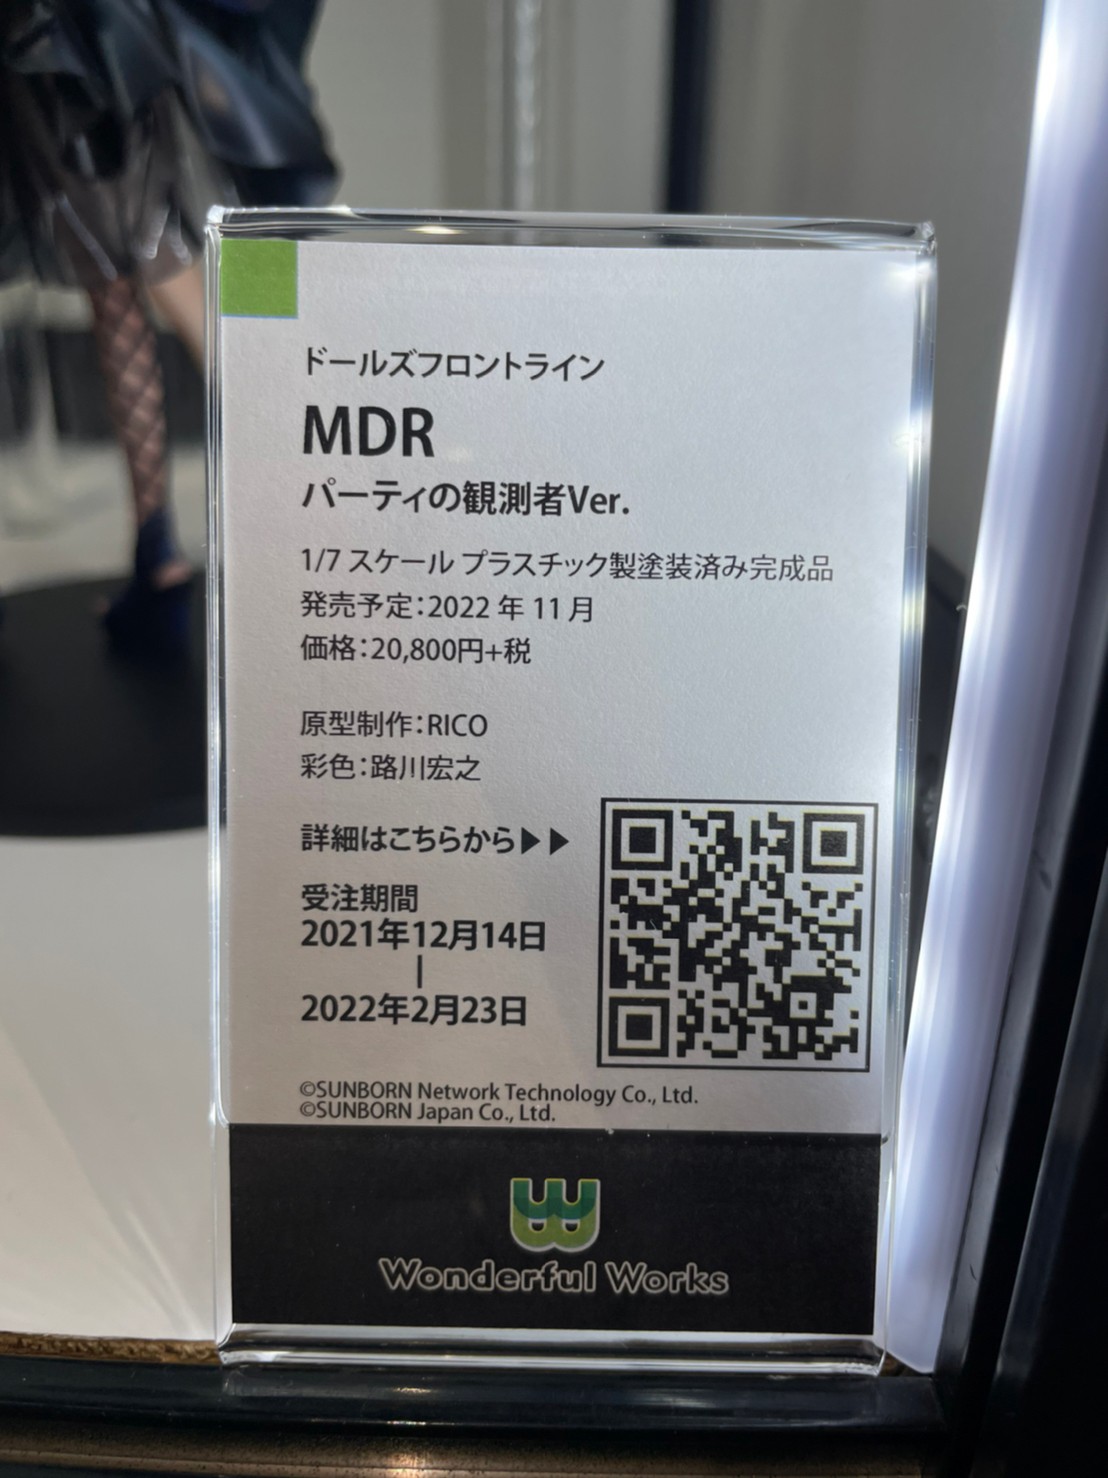 ドールズフロントライン
MDR
パーティの観測者Ver.
1/7 スケール プラスチック製塗装済み完成品
発売予定：2022 年 11 月
価格：20,800円+税
原型制作：RICO
彩色：路川宏之
詳細はこちらから▶▶
受注期間
2021年12月14日
|
2022年2月23日
©SUNBORN Network Technology Co., Ltd.
©SUNBORN Japan Co., Ltd.
W
Wonderful Works